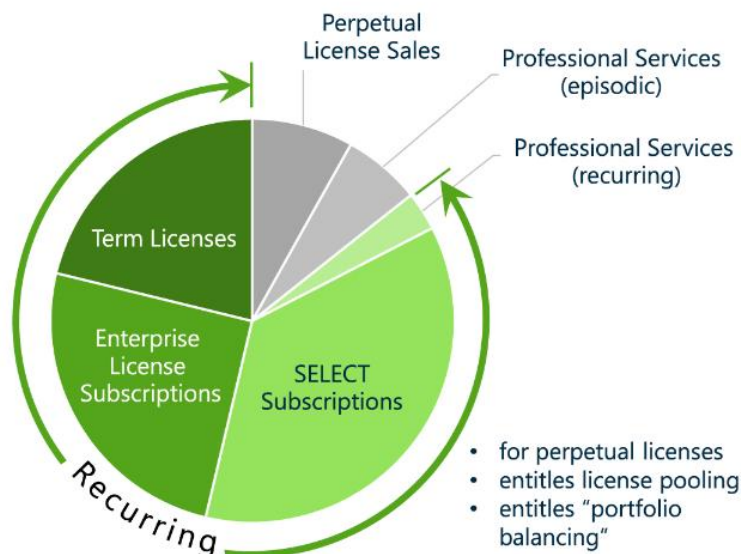 Perpetual
License Sales
Professional Services
(episodic)
Professional Services
(recurring)
Term Licenses
Enterprise
License
Subscriptions
SELECT
Subscriptions
Recurring
• for perpetual licenses
• entitles license pooling
• entitles “portfolio
balancing“